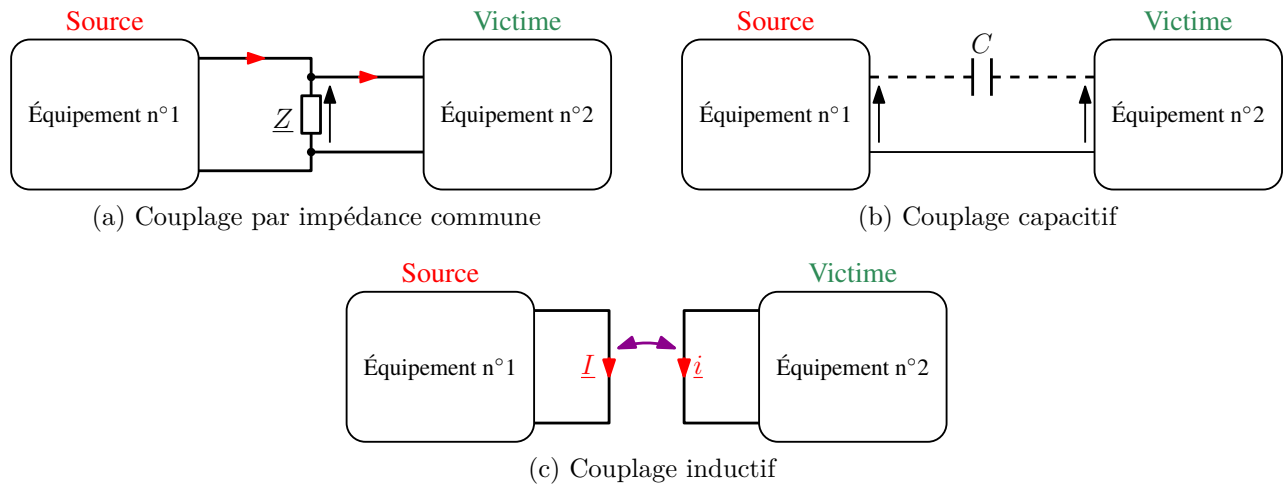 Source
Victime
Équipement n°1
Z
Équipement n°2
(a) Couplage par impédance commune
Source
Victime
C
Équipement n°1
Équipement n°2
(b) Couplage capacitif
Source
Victime
Équipement n°1
I
i
Équipement n°2
(c) Couplage inductif